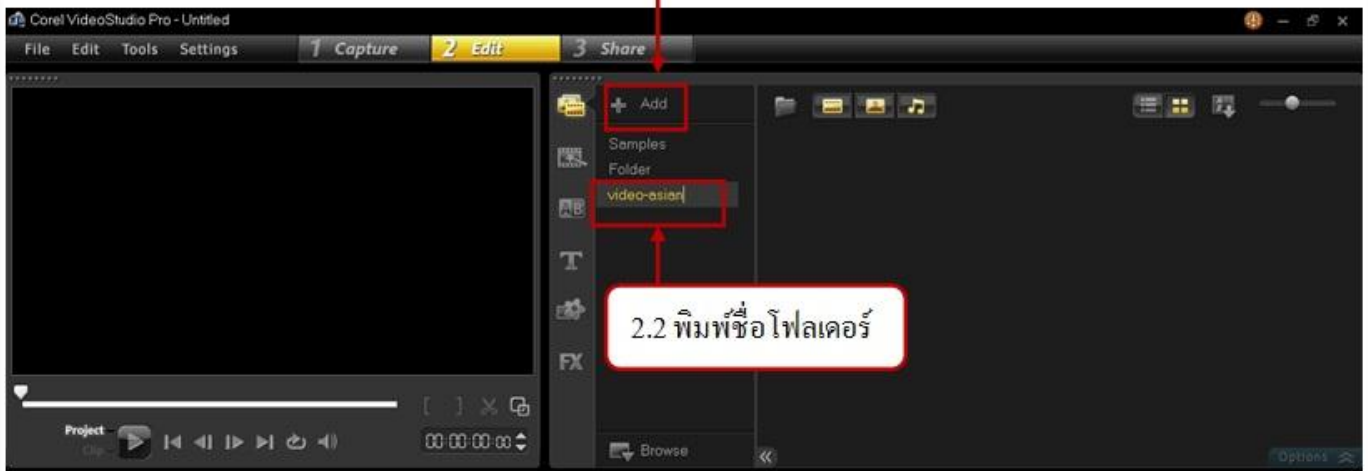 Corel VideoStudio Pro - Untitled
File Edit Tools Settings 1 Capture 2 Edit 3 Share
Add
Samples
Folder
video-asian
2.2 พิมพ์ชื่อโฟลเดอร์
AB
T
FX
[ ]
Project
Clip
00:00:00:00
Browse
Options